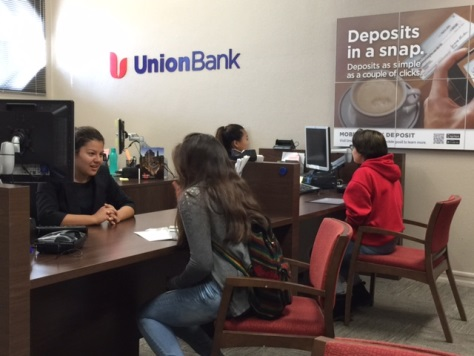 UnionBank
Deposits
in a snap.
Deposits as simple
as a couple of clicks.
DEPOSIT